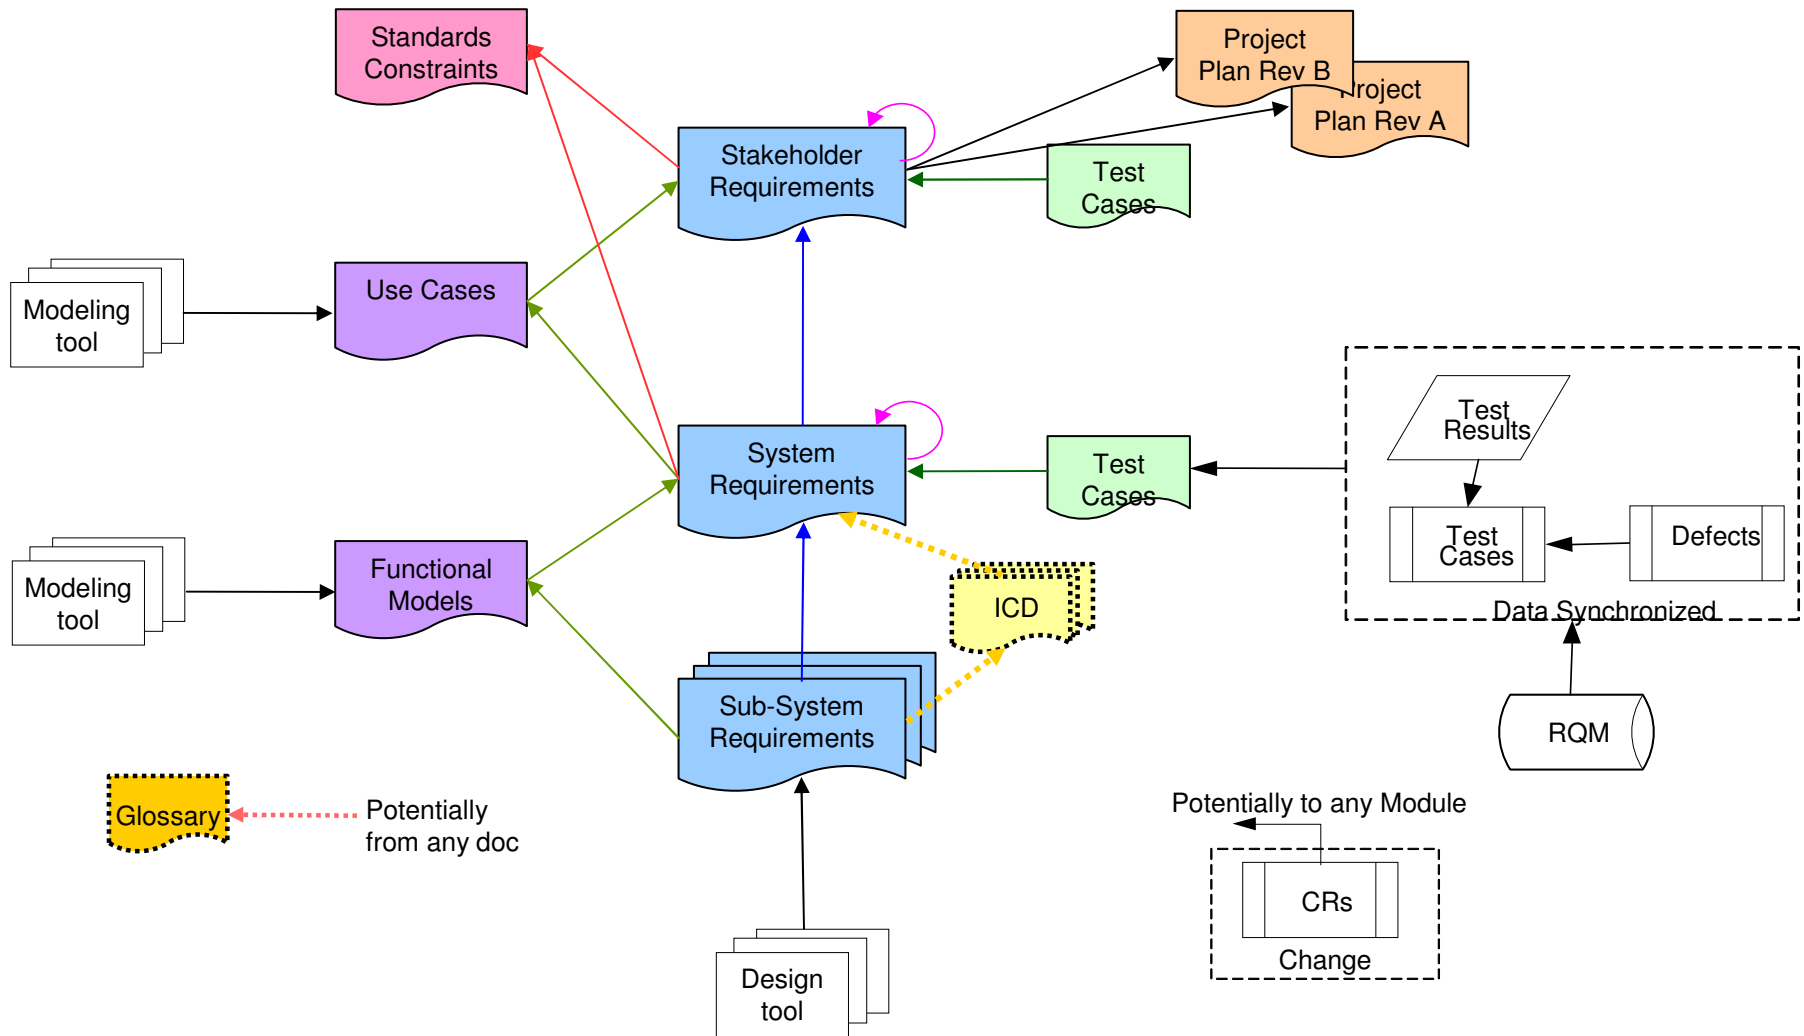 Standards
Constraints
Project
Plan Rev B
Project
Plan Rev A
Stakeholder
Requirements
Test
Cases
Use Cases
Modeling
tool
Test
Results
System
Requirements
Test
Cases
Test
Cases
Defects
Data Synchronized
Modeling
tool
Functional
Models
ICD
Sub-System
Requirements
RQM
Glossary
Potentially
from any doc
Potentially to any Module
CRs
Change
Design
tool